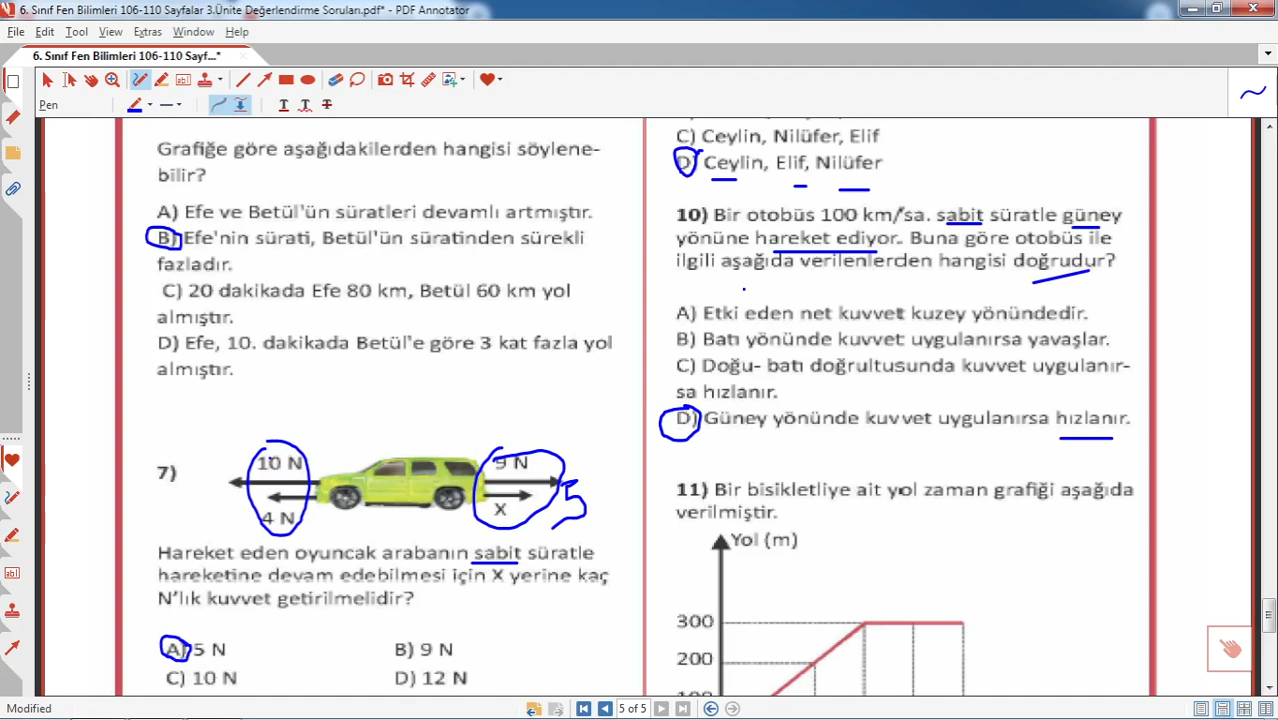 6. Sınıf Fen Bilimleri 106-110 Sayfalar 3.Ünite Değerlendirme Soruları.pdf* - PDF Annotator
File Edit Tool View Extras Window Help
6. Sınıf Fen Bilimleri 106-110 Sayf...*
Pen
Grafiğe göre aşağıdakilerden hangisi söylene-
bilir?
A) Efe ve Betül'ün süratleri devamlı artmıştır.
B) Efe'nin sürati, Betül'ün süratinden sürekli
fazladır.
C) 20 dakikada Efe 80 km, Betül 60 km yol
almıştır.
D) Efe, 10. dakikada Betül'e göre 3 kat fazla yol
almıştır.
7)
10 N
9 N
4 N
X
5
Hareket eden oyuncak arabanın sabit süratle
hareketine devam edebilmesi için X yerine kaç
N'lık kuvvet getirilmelidir?
A) 5 N
B) 9 N
C) 10 N
D) 12 N
C) Ceylin, Nilüfer, Elif
D) Ceylin, Elif, Nilüfer
10) Bir otobüs 100 km/sa. sabit süratle güney
yönüne hareket ediyor. Buna göre otobüs ile
ilgili aşağıda verilenlerden hangisi doğrudur?
A) Etki eden net kuvvet kuzey yönündedir.
B) Batı yönünde kuvvet uygulanırsa yavaşlar.
C) Doğu- batı doğrultusunda kuvvet uygulanır-
sa hızlanır.
D) Güney yönünde kuvvet uygulanırsa hızlanır.
11) Bir bisikletliye ait yol zaman grafiği aşağıda
verilmiştir.
Yol (m)
300
200
Modified
5 of 5